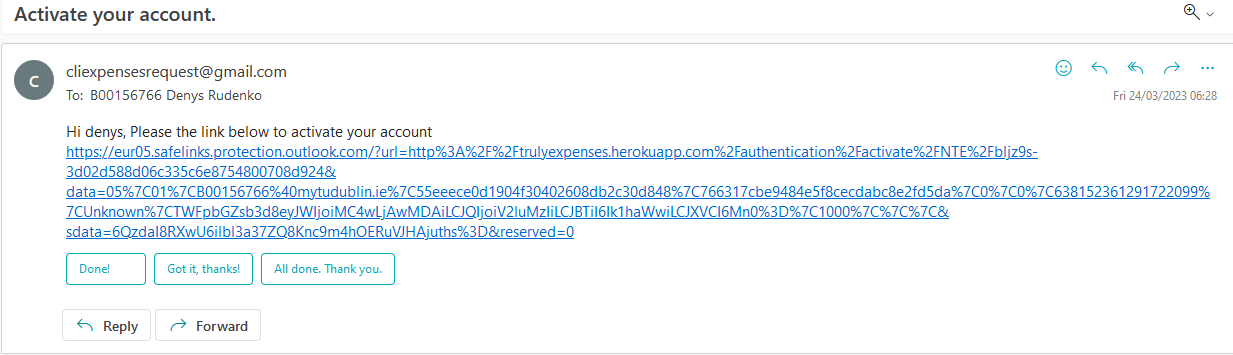 Activate your account.
C
cliexpensesrequest@gmail.com
To: B00156766 Denys Rudenko
Fri 24/03/2023 06:28
Hi denys, Please the link below to activate your account
https://eur05.safelinks.protection.outlook.com/?url=http%3A%2F%2Ftrulyexpenses.herokuapp.com%2Fauthentication%2Factivate%2FNTE%2Fbljz9s-
3d02d588d06c335c6e8754800708d924&
data=05%7C01%7CB00156766%40mytudublin.ie%7C55eeece0d1904f30402608db2c30d848%7C766317cbe9484e5f8cecdabc8e2fd5da%7C0%7C0%7C638152361291722099%
7CUnknown%7CTWFpbGZsb3d8eyJWIjoiMC4wLjAwMDAiLCJQIjoiV2luMzIiLCJBTiI6Ik1haWwiLCJXVCI6Mn0%3D%7C1000%7C%7C%7C&
sdata=6QzdaI8RXwU6iIbl3a37ZQ8Knc9m4hOERuVJHAjuths%3D&reserved=0
Done!
Got it, thanks!
All done. Thank you.
Reply
Forward